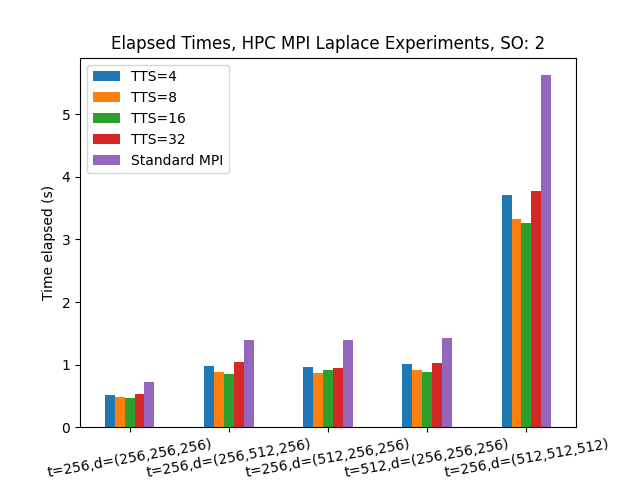 Elapsed Times, HPC MPI Laplace Experiments, SO: 2
TTS=4
TTS=8
TTS=16
TTS=32
Standard MPI
Time elapsed (s)
5
4
3
2
1
0
t=256,d=(256,256,256)
t=256,d=(256,512,256)
t=256,d=(512,256,256)
t=512,d=(256,256,256)
t=256,d=(512,512,512)